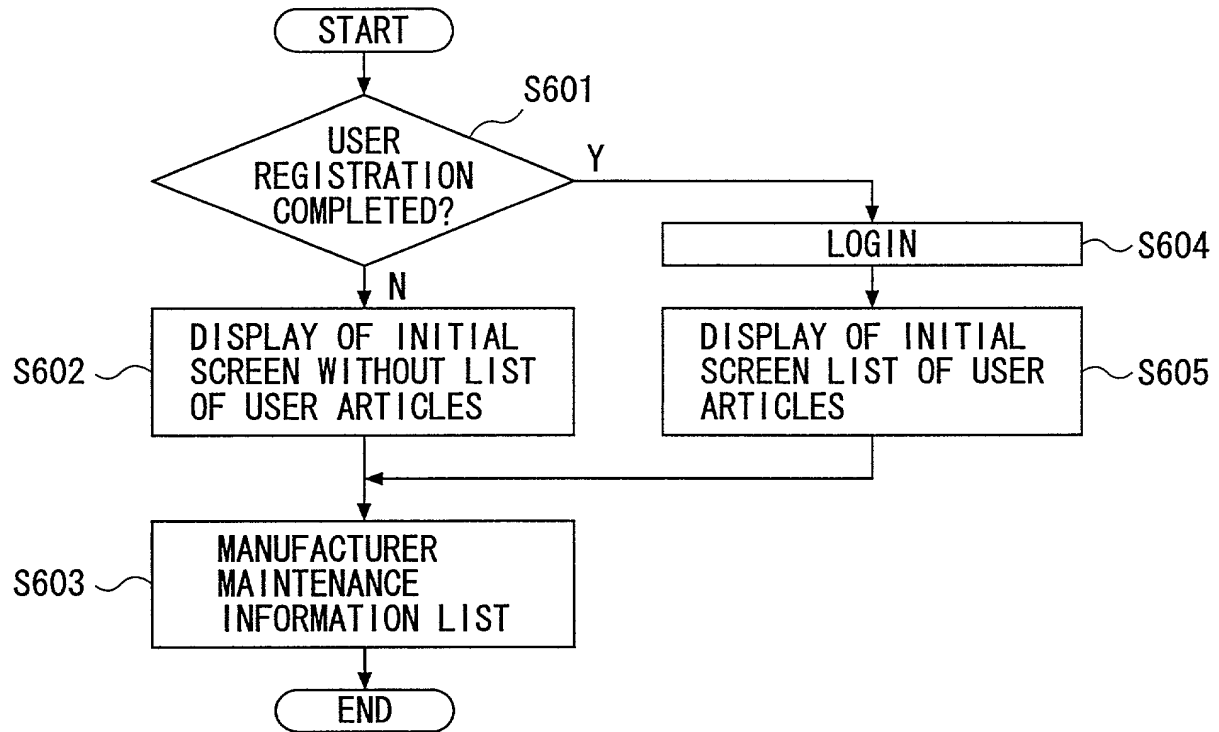 START
S601
USER
REGISTRATION
COMPLETED?
Y
LOGIN
S604
N
DISPLAY OF INITIAL
SCREEN WITHOUT LIST
OF USER ARTICLES
S602
DISPLAY OF INITIAL
SCREEN LIST OF USER
ARTICLES
S605
MANUFACTURER
MAINTENANCE
INFORMATION LIST
S603
END